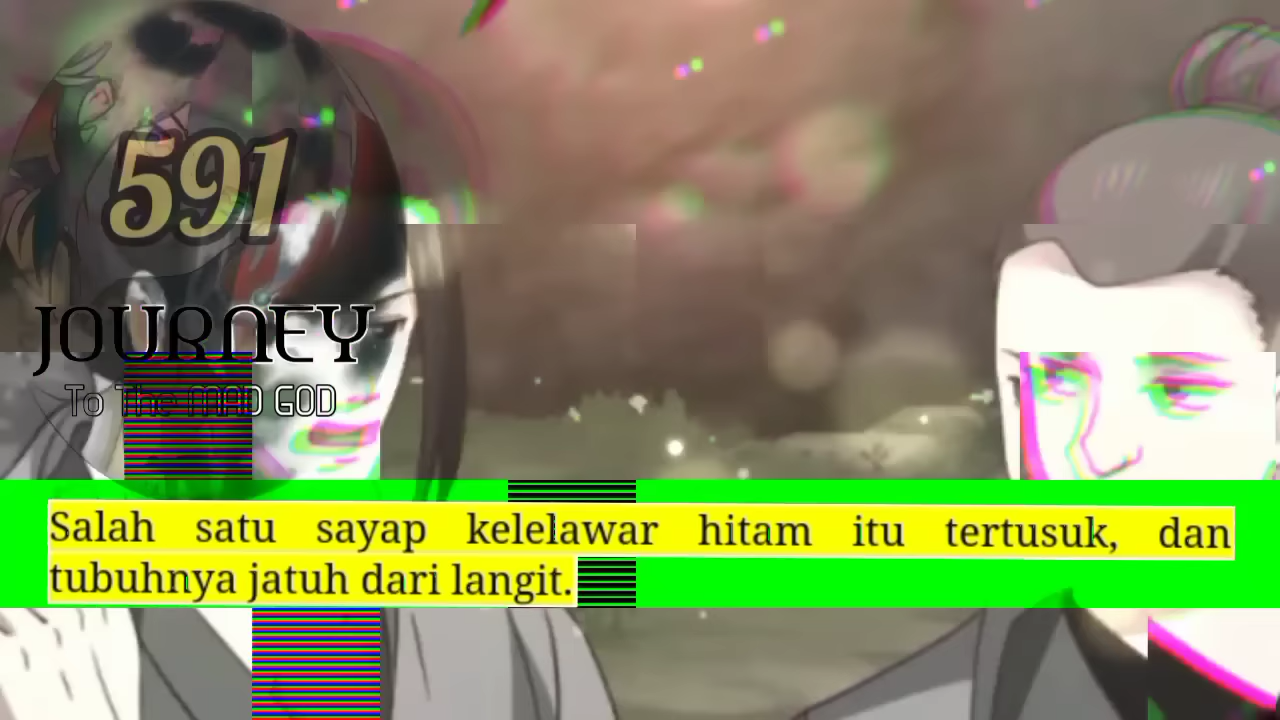 591
JOURNEY
To The MAD GOD
Salah satu sayap kelelawar hitam itu tertusuk, dan
tubuhnya jatuh dari langit.